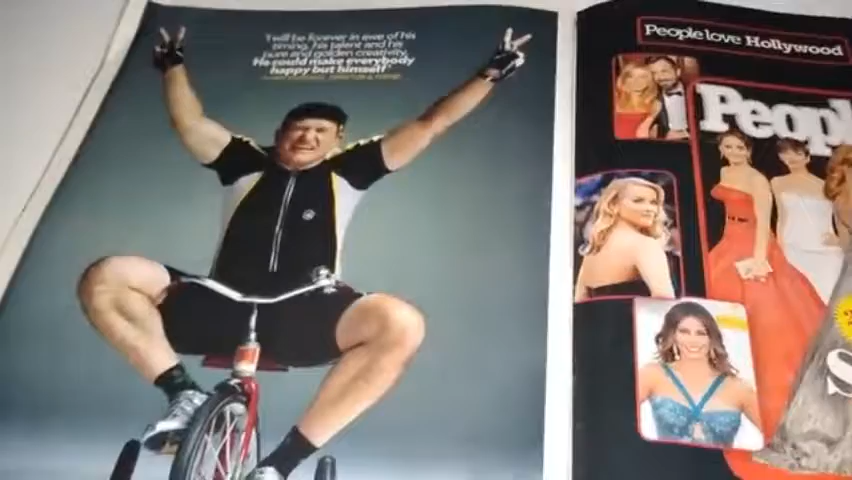 'I will be forever in awe of his
timing, his talent and his
pure and golden creativity.
He could make everybody
happy but himself'
People love Hollywood
Peopl
S